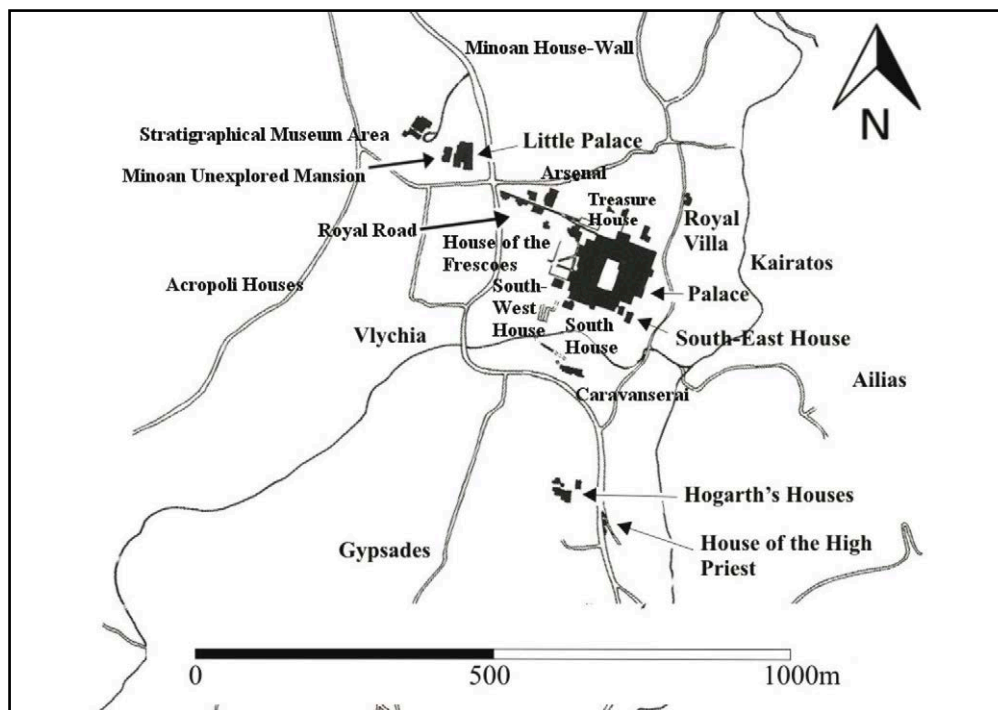 Minoan House-Wall
N
Stratigraphical Museum Area
Little Palace
Minoan Unexplored Mansion
Arsenal
Treasure
House
Royal
Villa
Royal Road
House of the
Frescoes
Kairatos
Acropoli Houses
Palace
South-
West
House
South
House
South-East House
Vlychia
Ailias
Caravanserai
Hogarth's Houses
House of the High
Priest
Gypsades
0
500
1000m